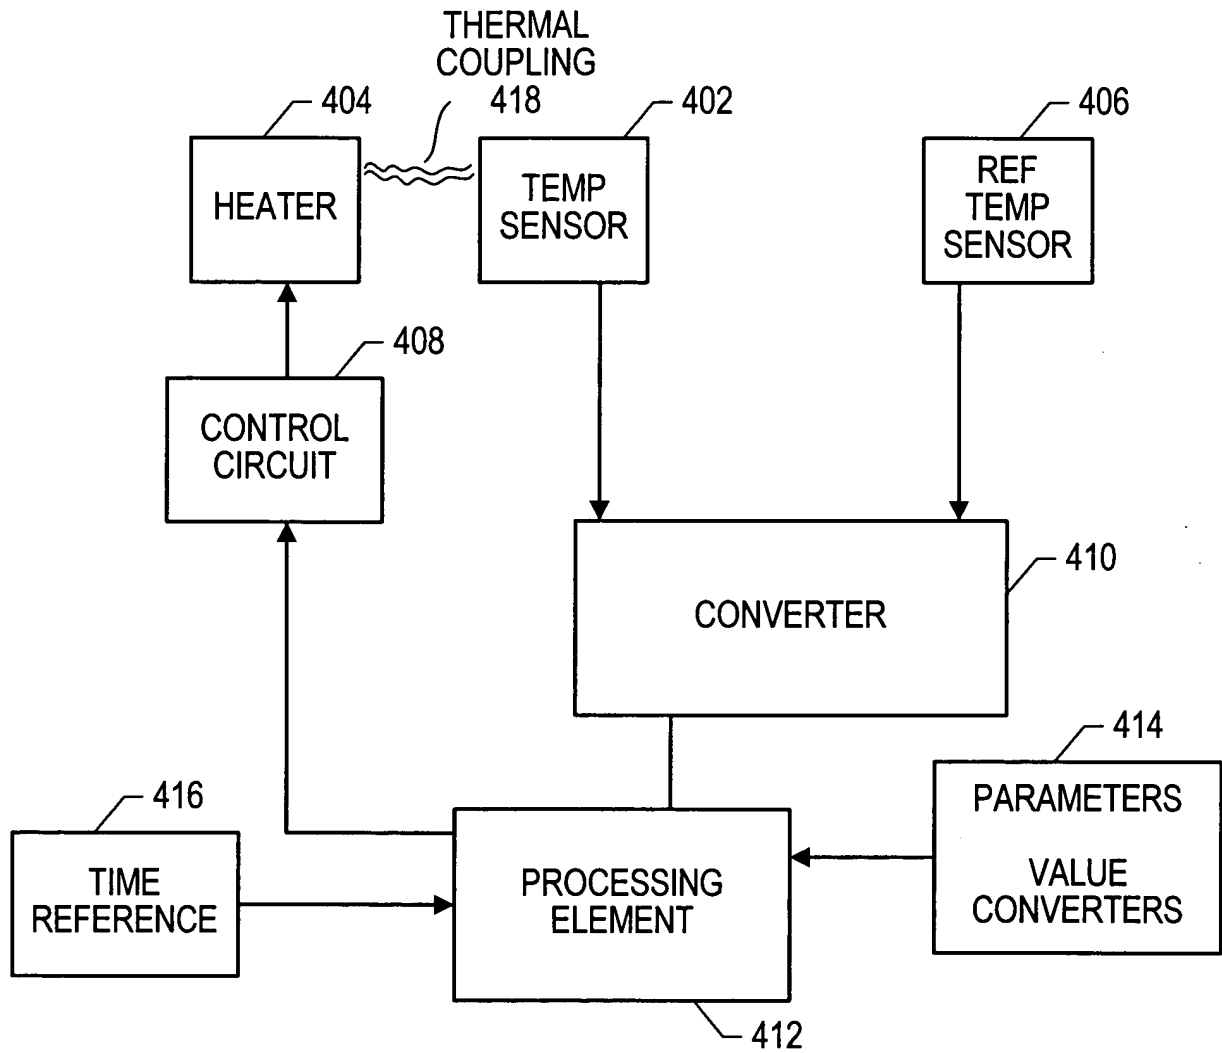 THERMAL
COUPLING
418
404
402
406
HEATER
TEMP
SENSOR
REF
TEMP
SENSOR
408
CONTROL
CIRCUIT
410
CONVERTER
414
PARAMETERS
VALUE
CONVERTERS
416
TIME
REFERENCE
PROCESSING
ELEMENT
412